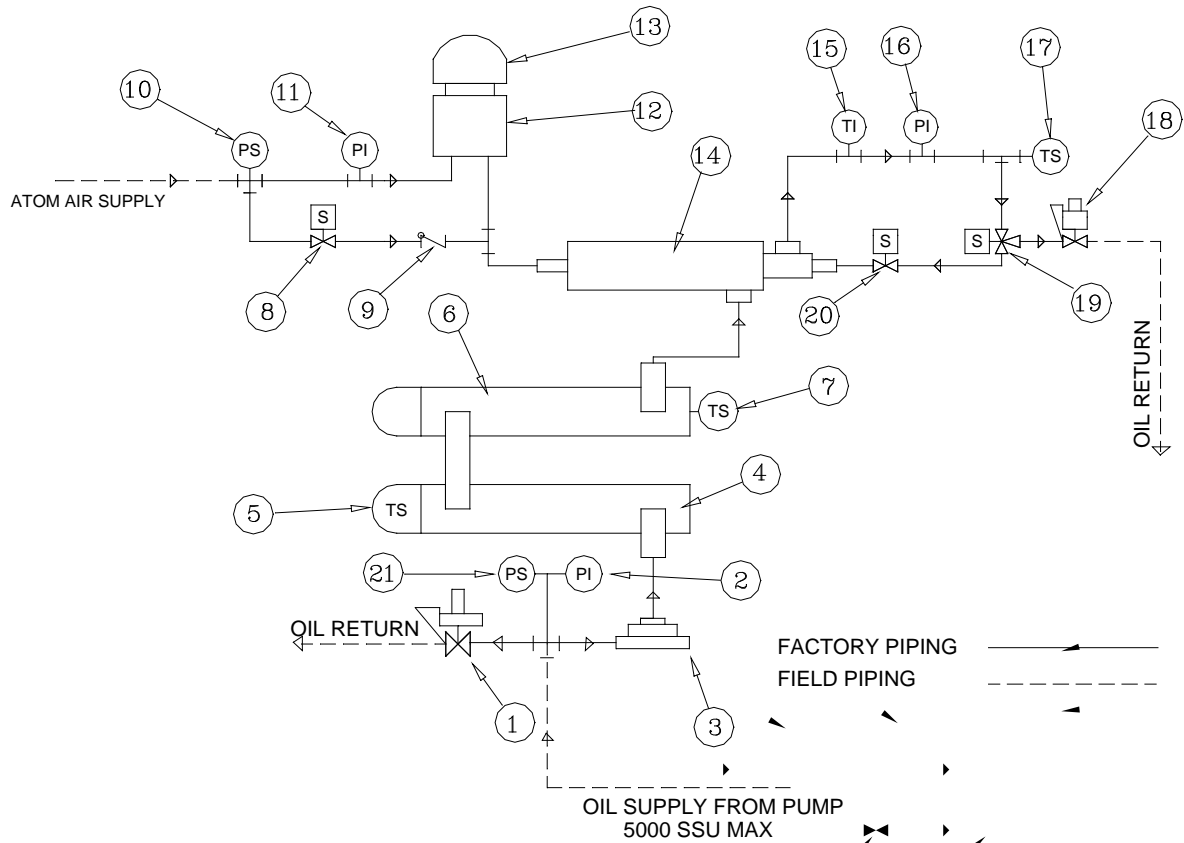 13
15
16
17
10
11
12
18
TI
PI
PS
PI
TS
14
ATOM AIR SUPPLY
S
S
S
8
9
6
20
19
7
TS
OIL RETURN
4
5
TS
21
PS
PI
2
OIL RETURN
FACTORY PIPING
FIELD PIPING
1
3
OIL SUPPLY FROM PUMP
5000 SSU MAX